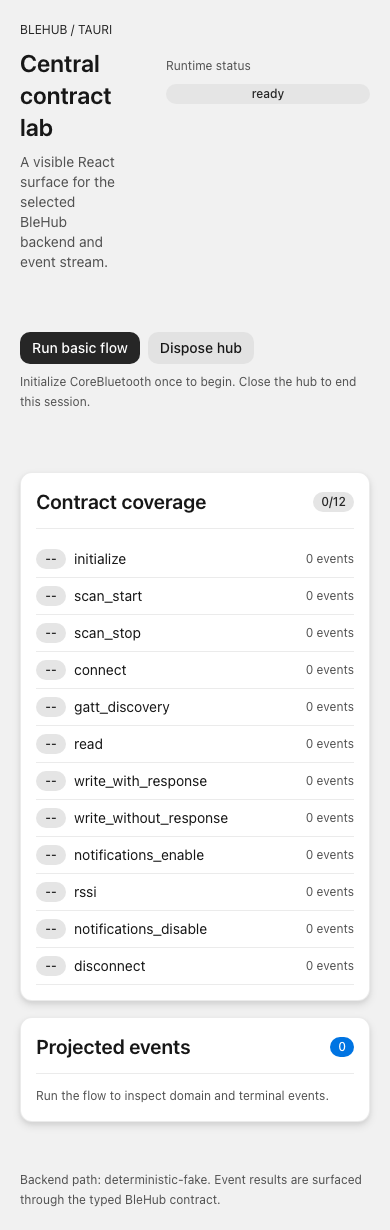 BLEHUB / TAURI
Central
contract
lab
A visible React
surface for the
selected
BleHub
backend and
event stream.
Runtime status
ready
Run basic flow
Dispose hub
Initialize CoreBluetooth once to begin. Close the hub to end
this session.
Contract coverage
0/12
-- initialize 0 events
-- scan_start 0 events
-- scan_stop 0 events
-- connect 0 events
-- gatt_discovery 0 events
-- read 0 events
-- write_with_response 0 events
-- write_without_response 0 events
-- notifications_enable 0 events
-- rssi 0 events
-- notifications_disable 0 events
-- disconnect 0 events
Projected events
0
Run the flow to inspect domain and terminal events.
Backend path: deterministic-fake. Event results are surfaced
through the typed BleHub contract.